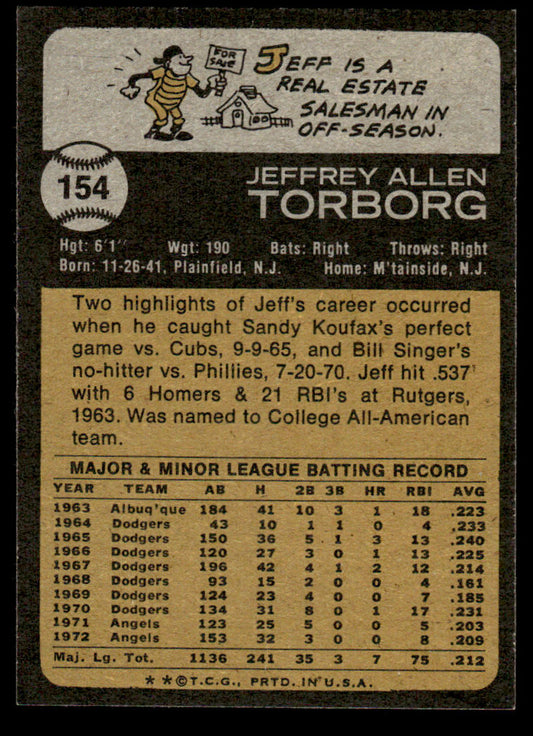 FOR SALE
JEFF IS A
REAL ESTATE
SALESMAN IN
OFF-SEASON.
154
JEFFREY ALLEN
TORBORG
Hgt: 6'1" Wgt: 190 Bats: Right Throws: Right
Born: 11-26-41, Plainfield, N.J. Home: M'tainside, N.J.
Two highlights of Jeff's career occurred
when he caught Sandy Koufax's perfect
game vs. Cubs, 9-9-65, and Bill Singer's
no-hitter vs. Phillies, 7-20-70. Jeff hit .537
with 6 Homers & 21 RBI's at Rutgers,
1963. Was named to College All-American
team.
MAJOR & MINOR LEAGUE BATTING RECORD
YEAR TEAM AB H 2B 3B HR RBI AVG
1963 Albuq'que 184 41 10 3 1 18 .223
1964 Dodgers 43 10 1 1 0 4 .233
1965 Dodgers 150 36 5 1 3 13 .240
1966 Dodgers 120 27 3 0 1 13 .225
1967 Dodgers 196 42 4 1 2 12 .214
1968 Dodgers 93 15 2 0 0 4 .161
1969 Dodgers 124 23 4 0 0 7 .185
1970 Dodgers 134 31 8 0 1 17 .231
1971 Angels 123 25 5 0 0 5 .203
1972 Angels 153 32 3 0 0 8 .209
Maj. Lg. Tot. 1136 241 35 3 7 75 .212
**©T.C.G., PRTD. IN U.S.A.